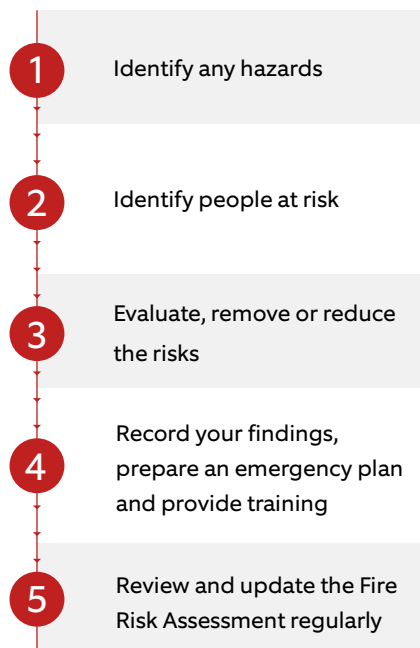 1
Identify any hazards
2
Identify people at risk
3
Evaluate, remove or reduce
the risks
4
Record your findings,
prepare an emergency plan
and provide training
5
Review and update the Fire
Risk Assessment regularly